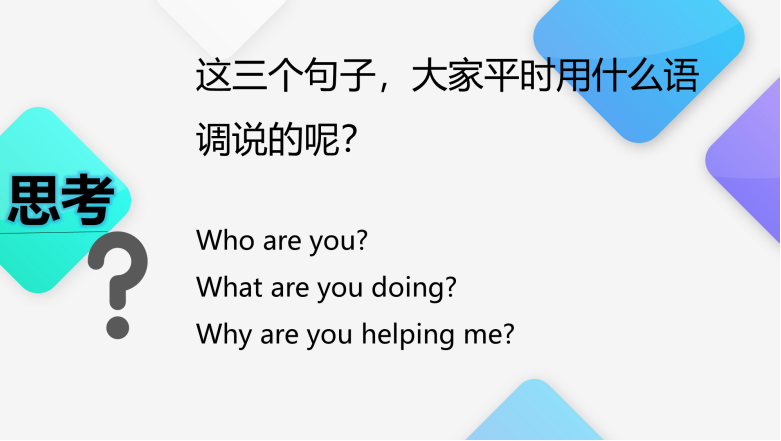 这三个句子，大家平时用什么语
调说的呢？
思考
?
Who are you?
What are you doing?
Why are you helping me?